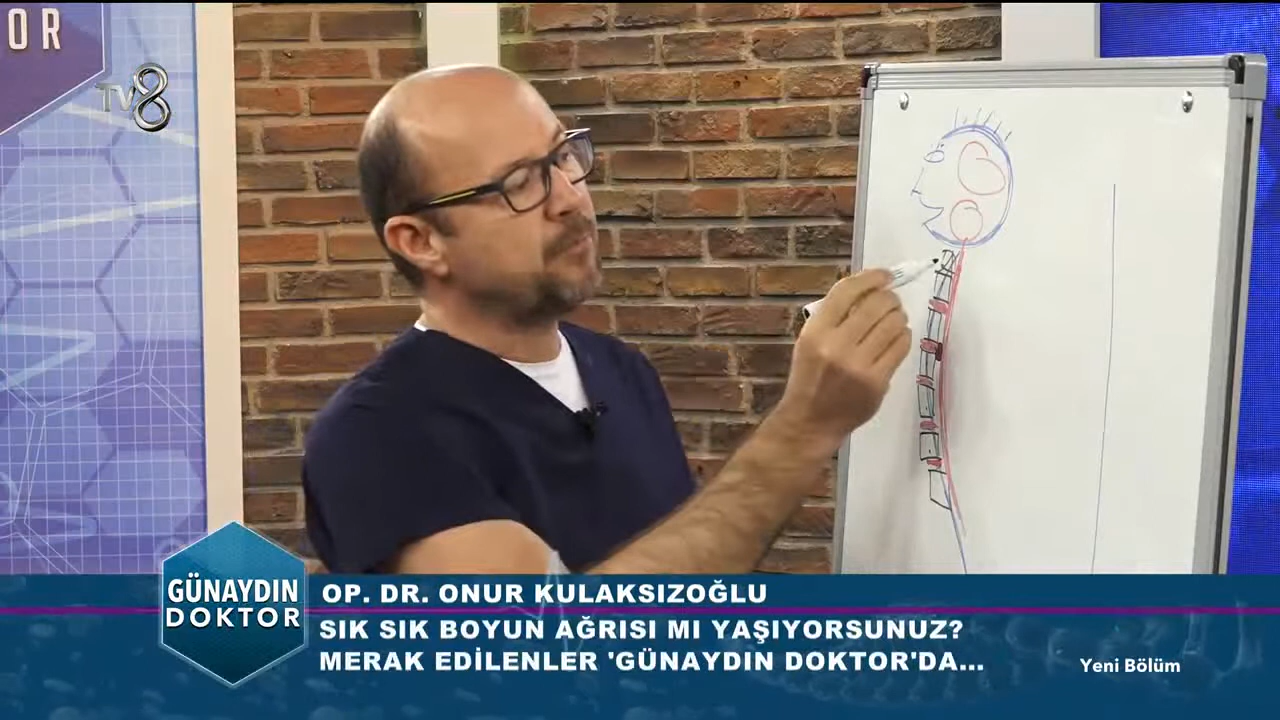 OR
TV8
GÜNAYDIN
DOKTOR
OP. DR. ONUR KULAKSIZOĞLU
SIK SIK BOYUN AĞRISI MI YAŞIYORSUNUZ?
MERAK EDİLENLER 'GÜNAYDIN DOKTOR'DA...
Yeni Bölüm